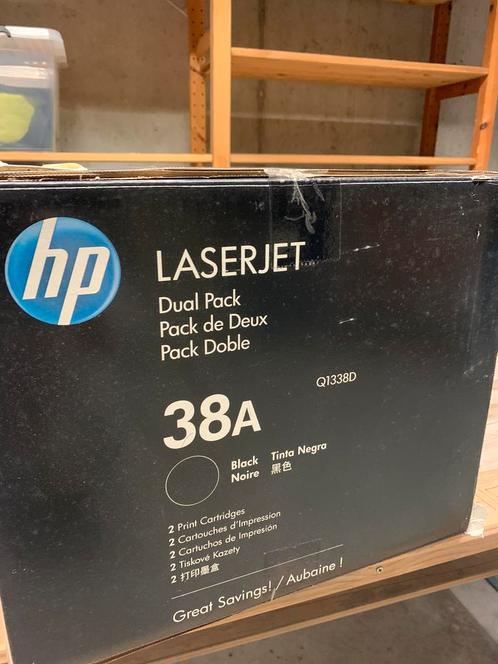 hp
LASERJET
Dual Pack
Pack de Deux
Pack Doble
Q1338D
38A
Black Tinta Negra
Noire 黑色
2 Print Cartridges
2 Cartouches d'Impression
2 Cartuchos de Impresión
2 Tiskové Kazety
2 打印墨盒
Great Savings! / Aubaine !